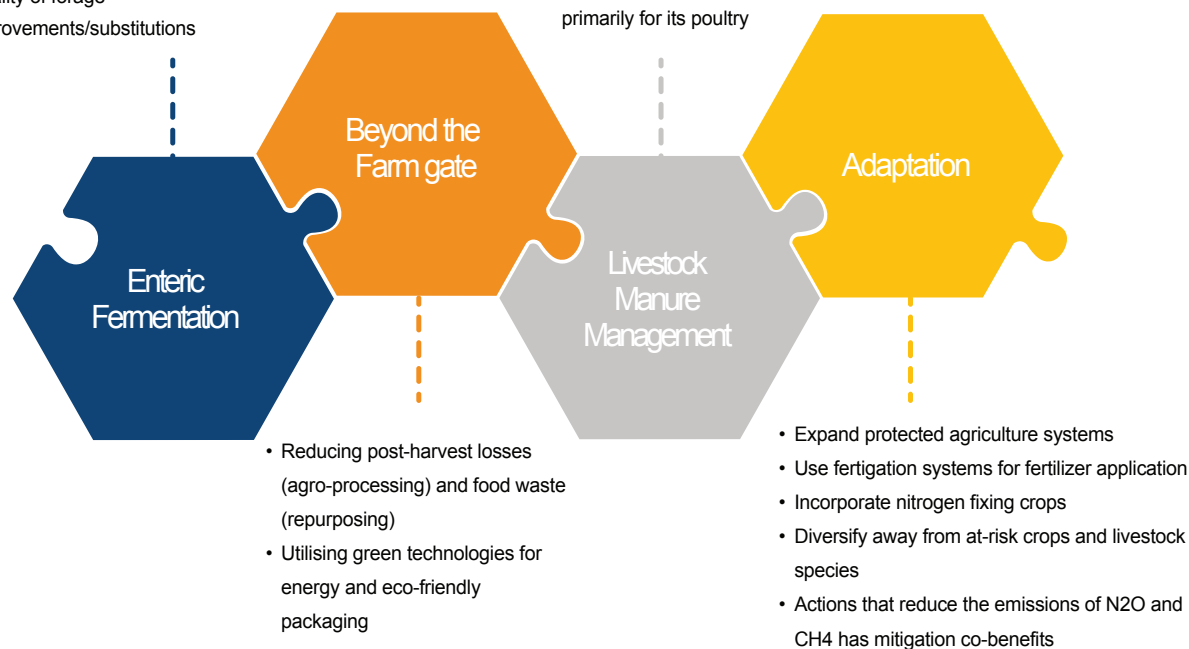 rovements/substitutions
primarily for its poultry
Enteric
Fermentation
Beyond the
Farm gate
Livestock
Manure
Management
Adaptation
• Reducing post-harvest losses
(agro-processing) and food waste
(repurposing)
• Utilising green technologies for
energy and eco-friendly
packaging
• Expand protected agriculture systems
• Use fertigation systems for fertilizer application
• Incorporate nitrogen fixing crops
• Diversify away from at-risk crops and livestock
species
• Actions that reduce the emissions of N2O and
CH4 has mitigation co-benefits